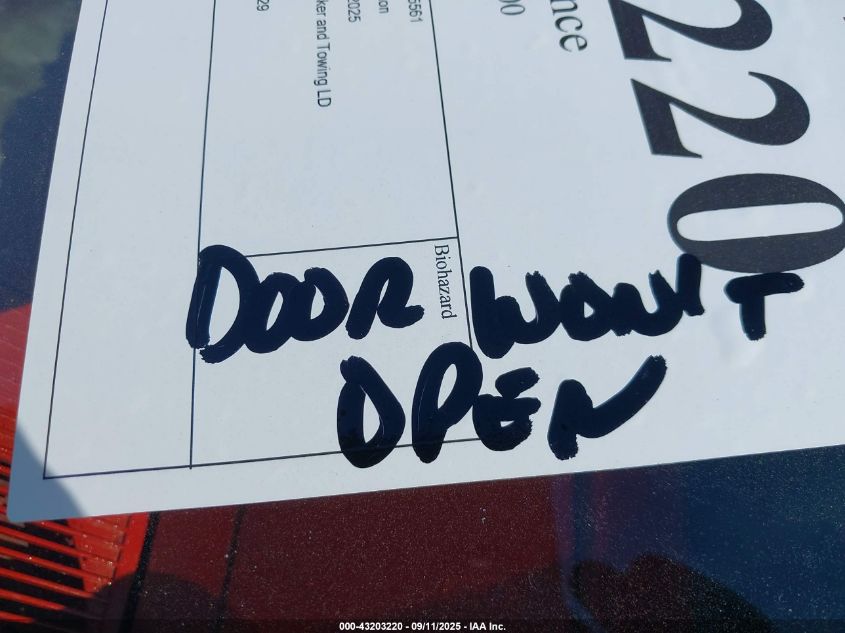 220
nce
00
5561
on
2025
ker and Towing LD
29
Biohazard
DOOR WON'T
OPEN
000-43203220 - 09/11/2025 - IAA Inc.